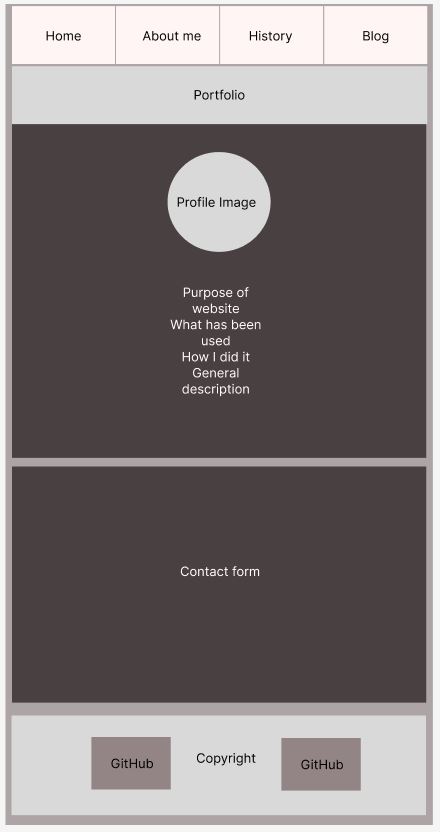 Home
About me
History
Blog
Portfolio
Profile Image
Purpose of
website
What has been
used
How I did it
General
description
Contact form
GitHub
Copyright
GitHub